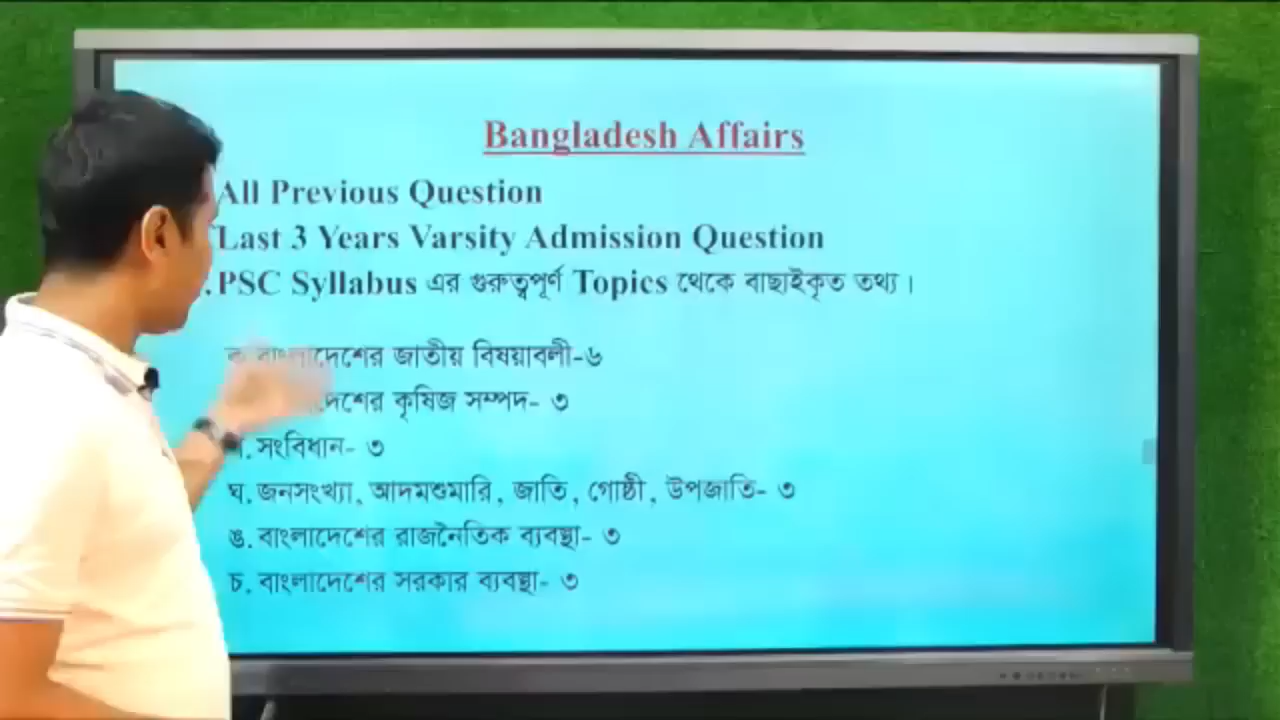 Bangladesh Affairs
All Previous Question
Last 3 Years Varsity Admission Question
.PSC Syllabus এর গুরুত্বপূর্ণ Topics থেকে বাছাইকৃত তথ্য।
জাতীয় বিষয়াবলী-৬
কৃষিজ সম্পদ- ৩
সংবিধান- ৩
ঘ. জনসংখ্যা, আদমশুমারি, জাতি, গোষ্ঠী, উপজাতি- ৩
ঙ. বাংলাদেশের রাজনৈতিক ব্যবস্থা- ৩
চ. বাংলাদেশের সরকার ব্যবস্থা- ৩